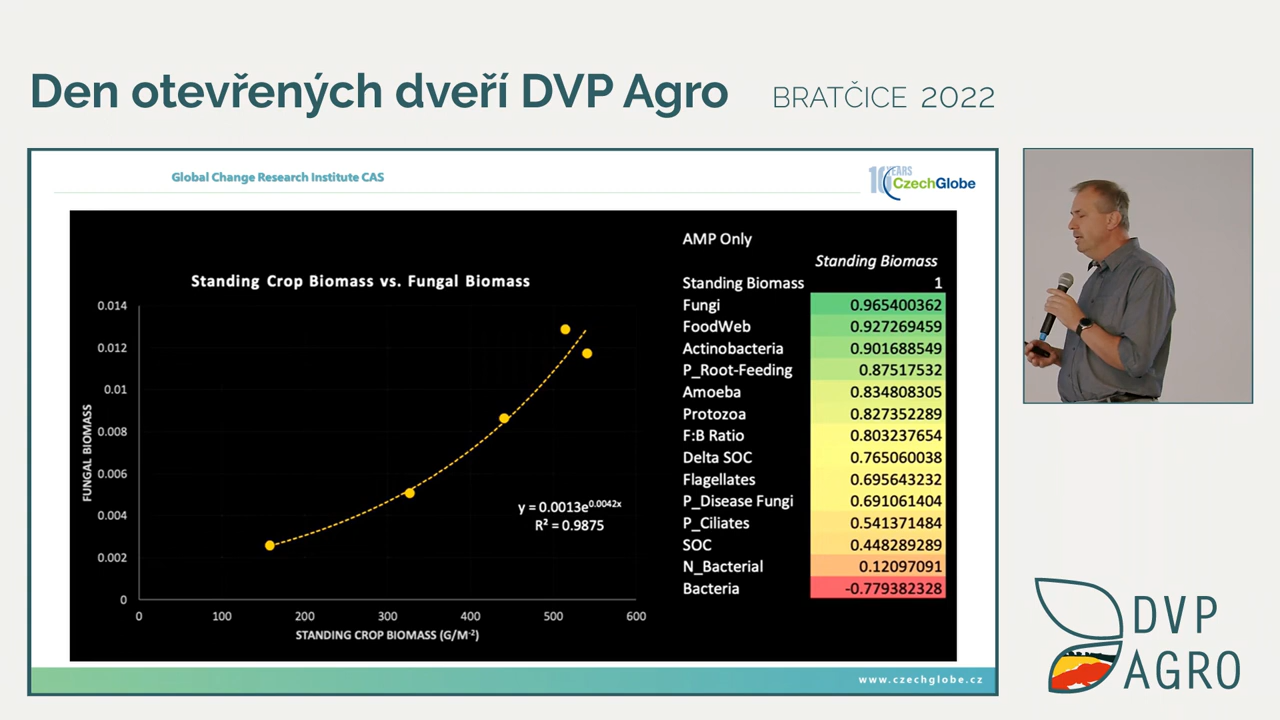 Den otevřených dveří DVP Agro BRATČICE 2022
Global Change Research Institute CAS
10 YEARS
CzechGlobe
Standing Crop Biomass vs. Fungal Biomass
FUNGAL BIOMASS
0.014
0.012
0.01
0.008
0.006
0.004
0.002
0
y = 0.0013e^0.0042x
R² = 0.9875
0 100 200 300 400 500 600
STANDING CROP BIOMASS (G/M⁻²)
AMP Only
Standing Biomass
Standing Biomass 1
Fungi 0.965400362
FoodWeb 0.927269459
Actinobacteria 0.901688549
P_Root-Feeding 0.87517532
Amoeba 0.834808305
Protozoa 0.827352289
F:B Ratio 0.803237654
Delta SOC 0.765060038
Flagellates 0.695643232
P_Disease Fungi 0.691061404
P_Ciliates 0.541371484
SOC 0.448289289
N_Bacterial 0.12097091
Bacteria -0.779382328
www.czechglobe.cz
DVP
AGRO